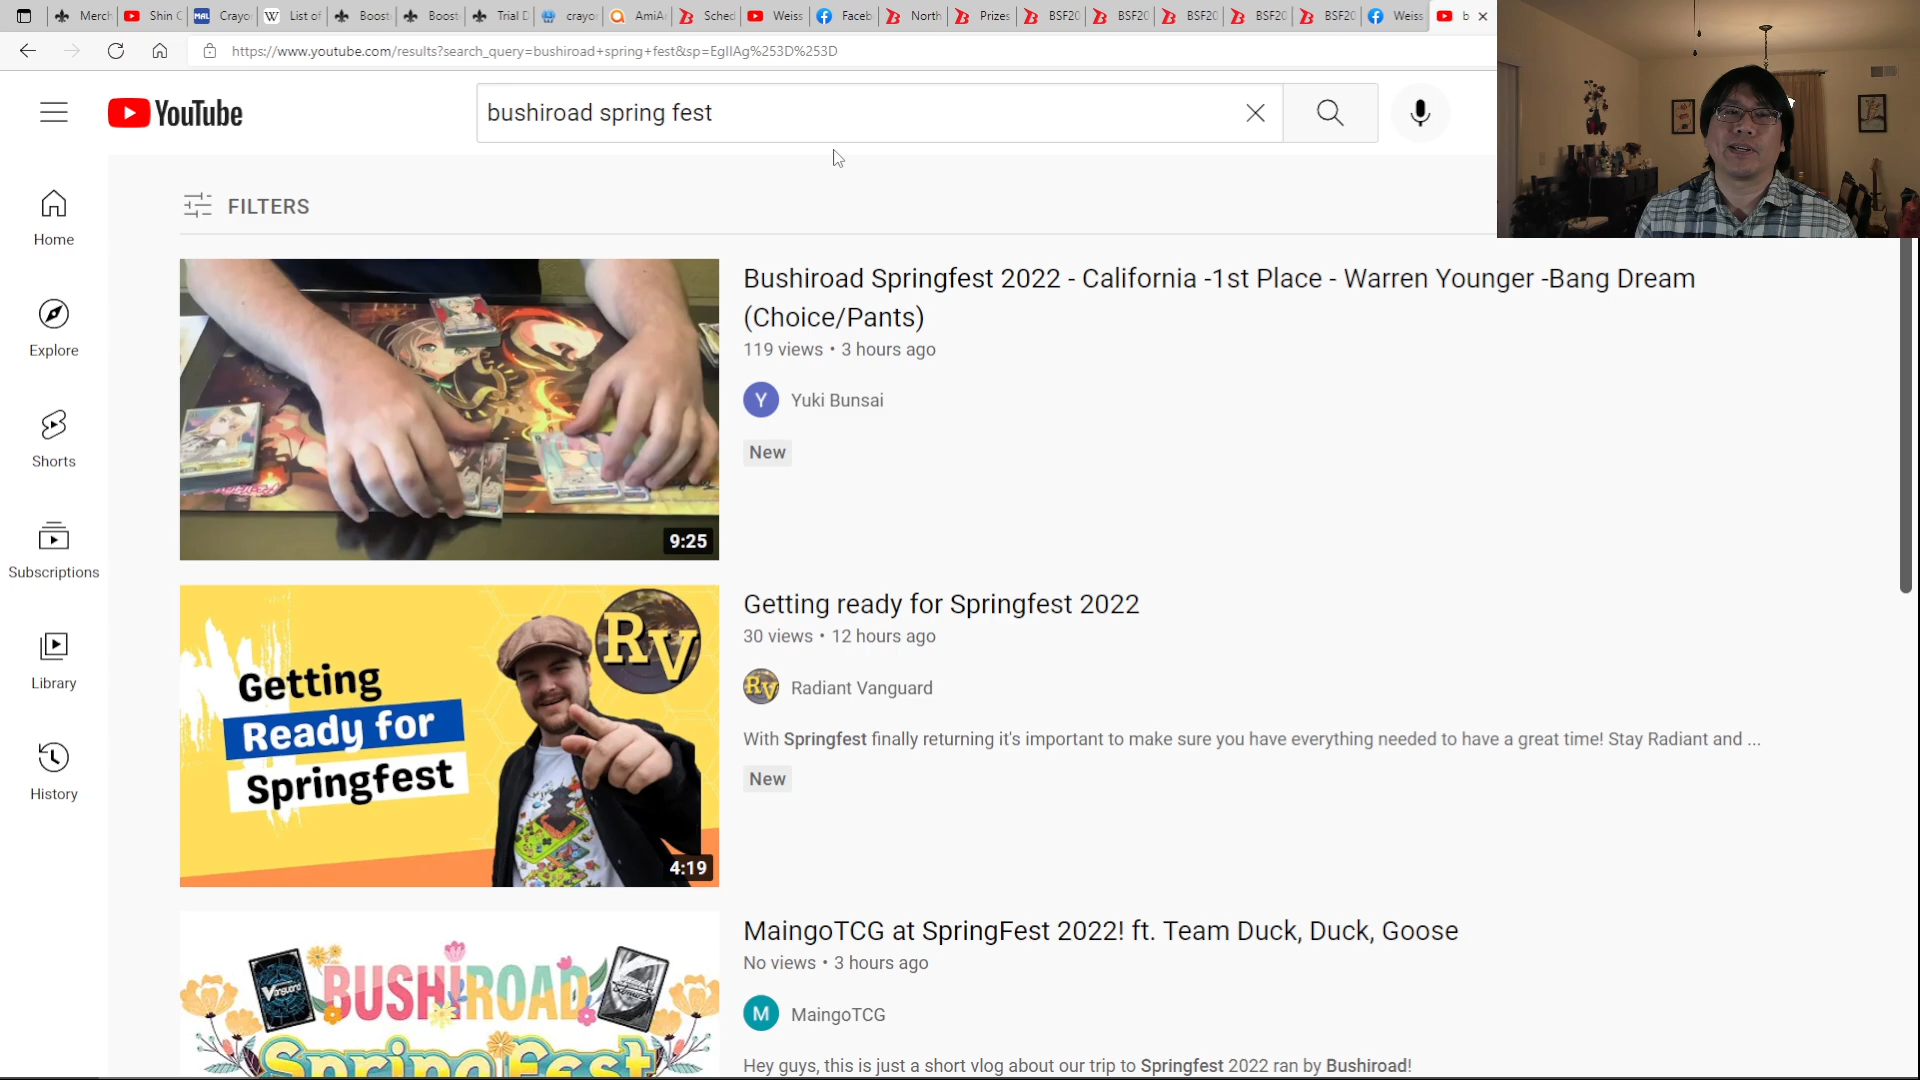 Merch
Shin C
MAL
Crayo
W
List of
Boost
Boost
Trial D
crayo
AmiA
Sched
Weiss
Faceb
North
Prizes
BSF20
BSF20
BSF20
BSF20
BSF20
Weiss
b
https://www.youtube.com/results?search_query=bushiroad+spring+fest&sp=EgIIAg%253D%253D
YouTube
bushiroad spring fest
FILTERS
Home
Explore
Shorts
Subscriptions
Library
History
9:25
Bushiroad Springfest 2022 - California -1st Place - Warren Younger -Bang Dream
(Choice/Pants)
119 views • 3 hours ago
Y
Yuki Bunsai
New
RV
Getting
Ready for
Springfest
4:19
Getting ready for Springfest 2022
30 views • 12 hours ago
RV
Radiant Vanguard
With Springfest finally returning it's important to make sure you have everything needed to have a great time! Stay Radiant and ...
New
Vanguard
BUSHIROAD
Spring Fest
MaingoTCG at SpringFest 2022! ft. Team Duck, Duck, Goose
No views • 3 hours ago
M
MaingoTCG
Hey guys, this is just a short vlog about our trip to Springfest 2022 ran by Bushiroad!